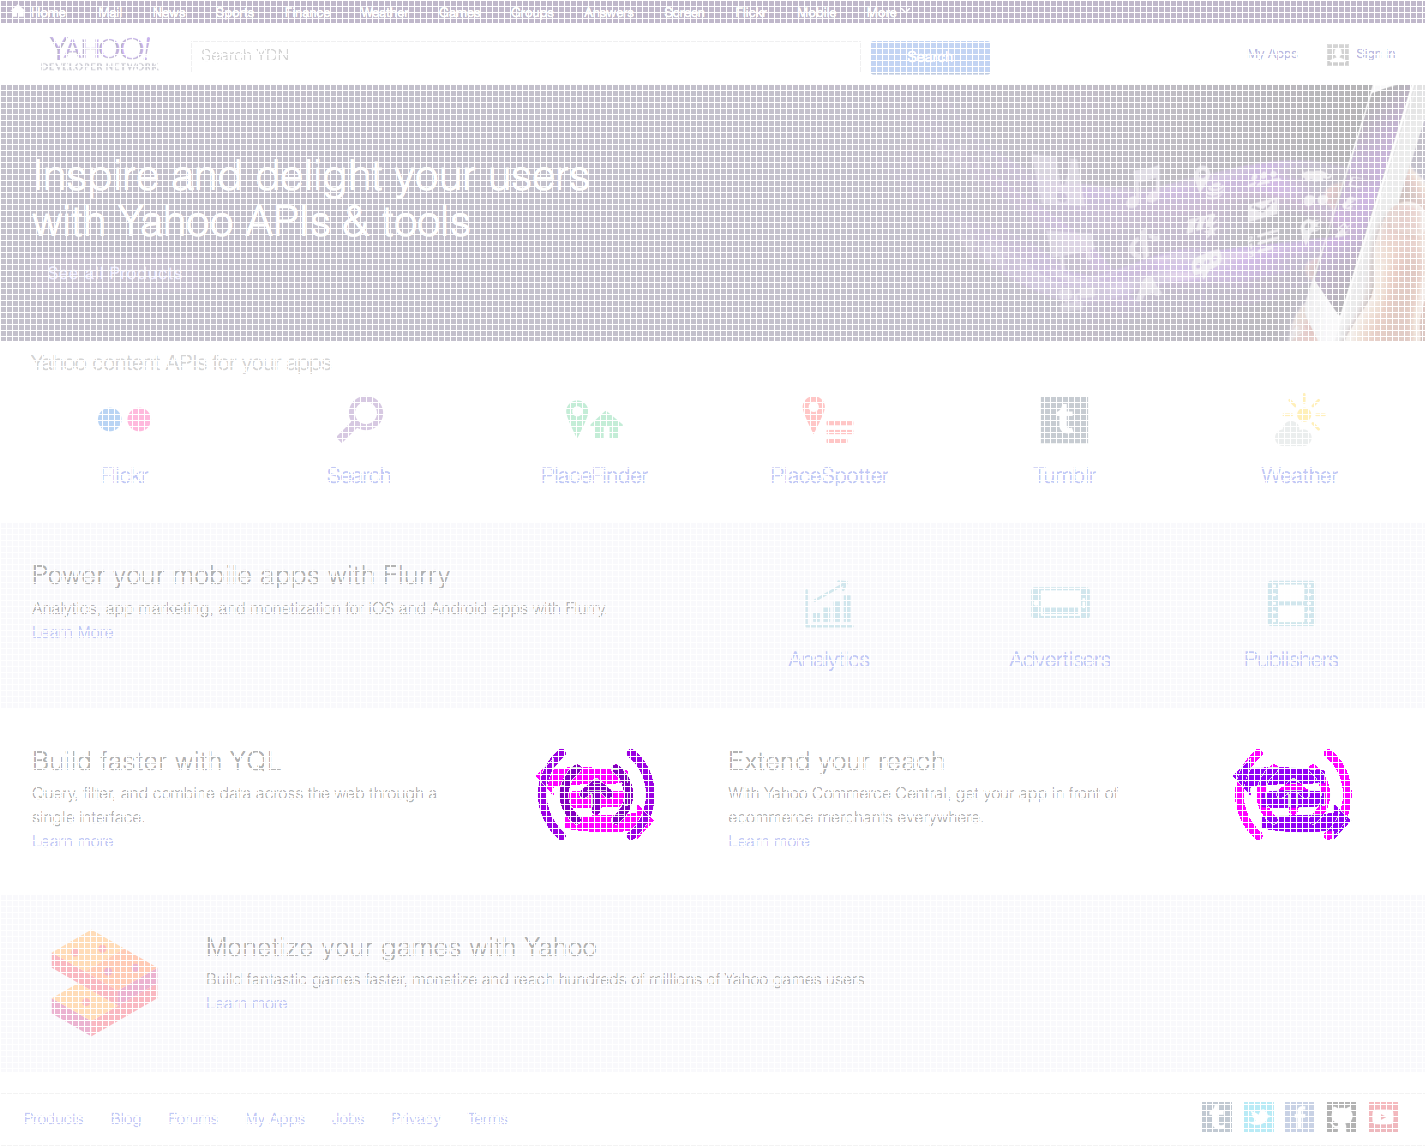 Home Mail News Sports Finance Weather Games Groups Answers Screen Flickr Mobile More
YAHOO!
DEVELOPER NETWORK
Search YDN
Search
My Apps
Sign In
Inspire and delight your users
with Yahoo APIs & tools
See all Products
Yahoo content APIs for your apps
Flickr
Search
PlaceFinder
PlaceSpotter
Tumblr
Weather
Power your mobile apps with Flurry
Analytics, app marketing, and monetization for iOS and Android apps with Flurry
Learn More
Analytics
Advertisers
Publishers
Build faster with YQL
Query, filter, and combine data across the web through a
single interface.
Learn more
Extend your reach
With Yahoo Commerce Central, get your app in front of
ecommerce merchants everywhere.
Learn more
Monetize your games with Yahoo
Build fantastic games faster, monetize and reach hundreds of millions of Yahoo games users
Learn more
Products Blog Forums My Apps Jobs Privacy Terms